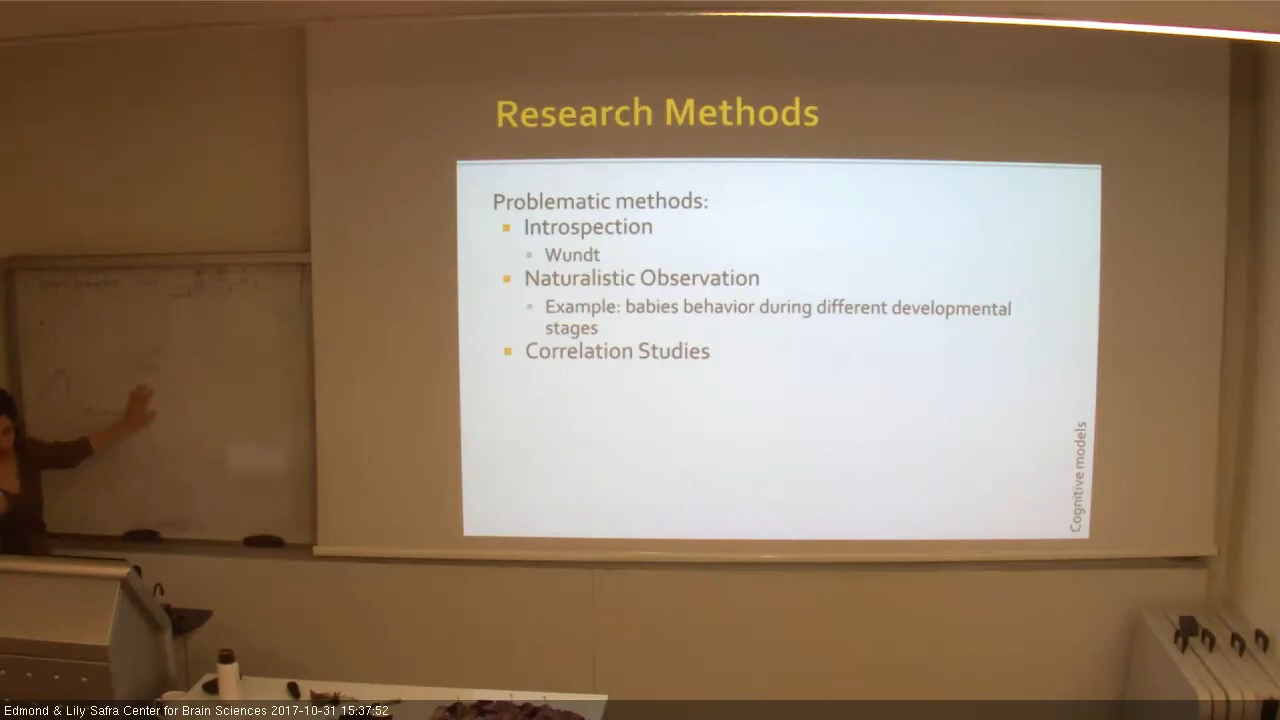 Research Methods
Problematic methods:
Introspection
Wundt
Naturalistic Observation
Example: babies behavior during different developmental
stages
Correlation Studies
Cognitive models
Edmond & Lily Safra Center for Brain Sciences 2017-10-31 15:37:52